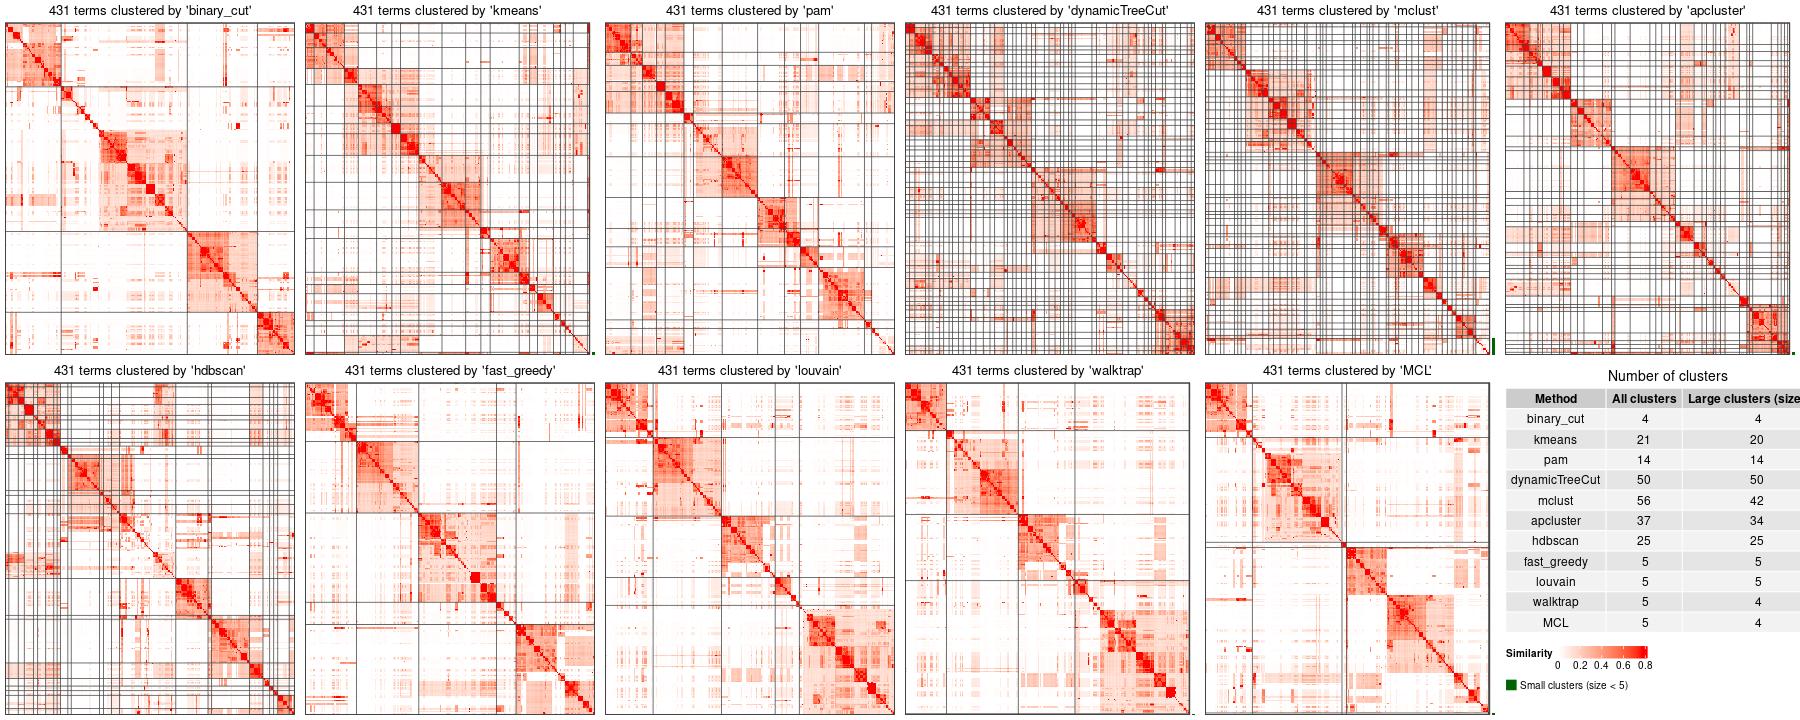 431 terms clustered by 'binary_cut'
431 terms clustered by 'kmeans'
431 terms clustered by 'pam'
431 terms clustered by 'dynamicTreeCut'
431 terms clustered by 'mclust'
431 terms clustered by 'apcluster'
431 terms clustered by 'hdbscan'
431 terms clustered by 'fast_greedy'
431 terms clustered by 'louvain'
431 terms clustered by 'walktrap'
431 terms clustered by 'MCL'
Number of clusters
Method All clusters Large clusters (size
binary_cut 4 4
kmeans 21 20
pam 14 14
dynamicTreeCut 50 50
mclust 56 42
apcluster 37 34
hdbscan 25 25
fast_greedy 5 5
louvain 5 5
walktrap 5 4
MCL 5 4
Similarity
0 0.2 0.4 0.6 0.8
Small clusters (size < 5)